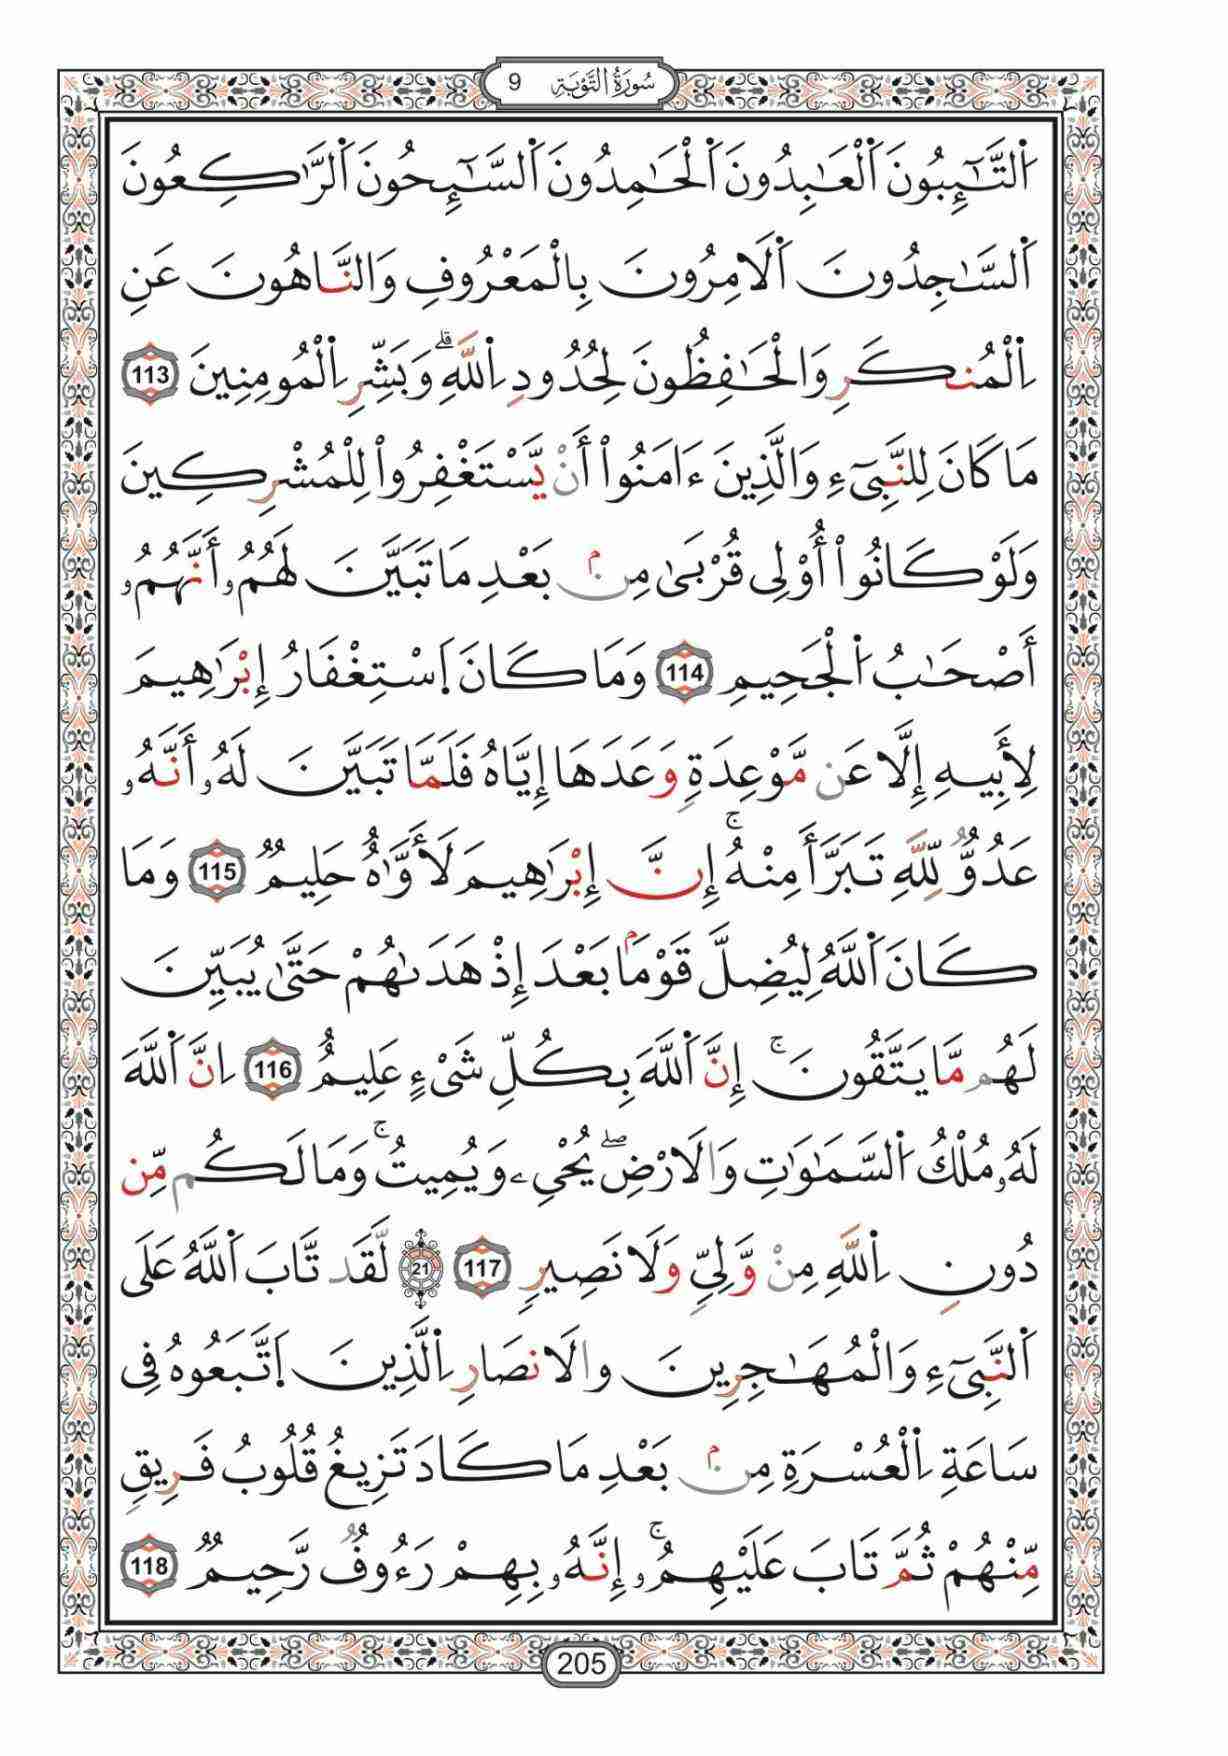 سُورَةُ التَّوْبَةِ 9
اَ۬لتَّٰٓئِبُونَ اَ۬لْعَٰبِدُونَ اَ۬لْحَٰمِدُونَ اَ۬لسَّٰٓئِحُونَ اَ۬لرَّٰكِعُونَ
اَ۬لسَّٰجِدُونَ اَ۬لَامِرُونَ بِالْمَعْرُوفِ وَالنَّاهُونَ عَنِ
اِ۬لْمُنكَرِ وَالْحَٰفِظُونَ لِحُدُودِ اِ۬للَّهِۖ وَبَشِّرِ اِ۬لْمُومِنِينَ 113
مَا كَانَ لِلنَّبِيٓءِ وَالَّذِينَ ءَامَنُوٓاْ أَنْ يَّسْتَغْفِرُواْ لِلْمُشْرِكِينَ
وَلَوْ كَانُوٓاْ أُوْلِى قُرْبَىٰ مِنۢ بَعْدِ مَا تَبَيَّنَ لَهُمُۥٓ أَنَّهُمُۥٓ
أَصْحَٰبُ اُ۬لْجَحِيمِ 114 وَمَا كَانَ اَ۪سْتِغْفَارُ إِبْرَٰهِيمَ
لِأَبِيهِ إِلَّا عَن مَّوْعِدَةٍ وَعَدَهَا إِيَّاهُ فَلَمَّا تَبَيَّنَ لَهُۥ أَنَّهُۥ
عَدُوٌّ لِّلَّهِ تَبَرَّأَ مِنْهُۚ إِنَّ إِبْرَٰهِيمَ لَأَوَّٰهٌ حَلِيمٌ 115 وَمَا
كَانَ اَ۬للَّهُ لِيُضِلَّ قَوْمَۢا بَعْدَ إِذْ هَدَىٰهُمْ حَتَّىٰ يُبَيِّنَ
لَهُم مَّا يَتَّقُونَۚ إِنَّ اَ۬للَّهَ بِكُلِّ شَىْءٍ عَلِيمٌ 116 اِنَّ اَ۬للَّهَ
لَهُۥ مُلْكُ اُ۬لسَّمَٰوَٰتِ وَالَارْضِۖ يُحْيِۦ وَيُمِيتُۚ وَمَا لَكُم مِّن
دُونِ اِ۬للَّهِ مِنْ وَّلِيٍّ وَلَا نَصِيرٍ 117 21 لَّقَد تَّابَ اَ۬للَّهُ عَلَى
اَ۬لنَّبِيٓءِ وَالْمُهَٰجِرِينَ وَالَانصَارِ اِ۬لَّذِينَ اَ۪تَّبَعُوهُ فِى
سَاعَةِ اِ۬لْعُسْرَةِ مِنۢ بَعْدِ مَا كَادَ تَزِيغُ قُلُوبُ فَرِيقٍ
مِّنْهُمْ ثُمَّ تَابَ عَلَيْهِمُۥٓۚ إِنَّهُۥ بِهِمْ رَءُوفٌ رَّحِيمٌ 118
205